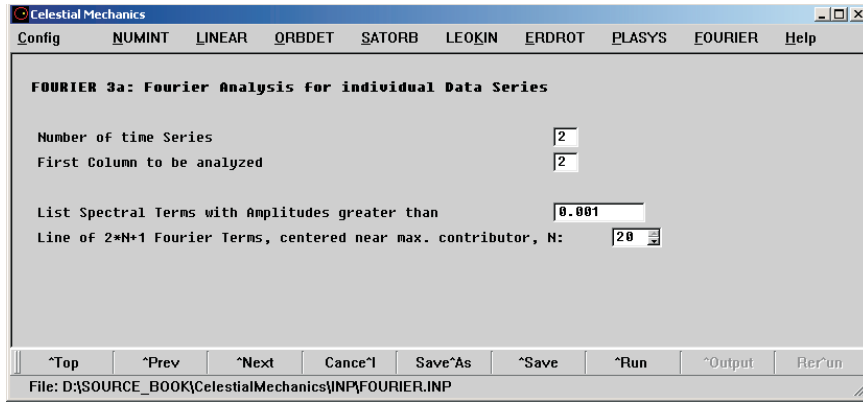 Celestial Mechanics
Config NUMINT LINEAR ORBDET SATORB LEOKIN ERDROT PLASYS FOURIER Help
FOURIER 3a: Fourier Analysis for individual Data Series
Number of time Series 2
First Column to be analyzed 2
List Spectral Terms with Amplitudes greater than 0.001
Line of 2*N+1 Fourier Terms, centered near max. contributor, N: 20
^Top ^Prev ^Next Cance^l Save^As ^Save ^Run ^Output Rer^un
File: D:\SOURCE_BOOK\CelestialMechanics\INP\FOURIER.INP